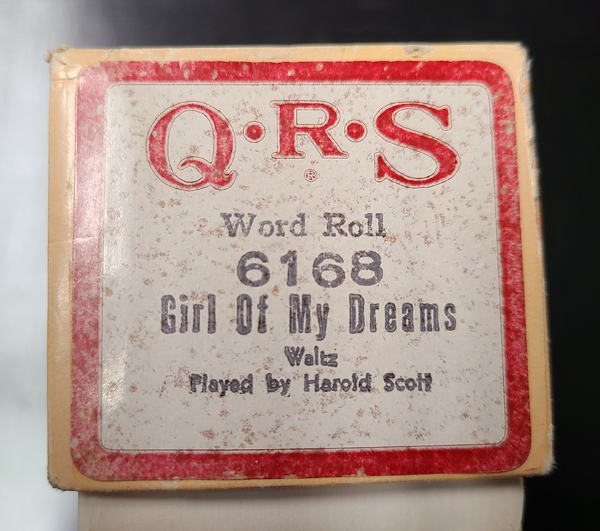 Q·R·S
®
Word Roll
6168
Girl Of My Dreams
Waltz
Played by Harold Scott